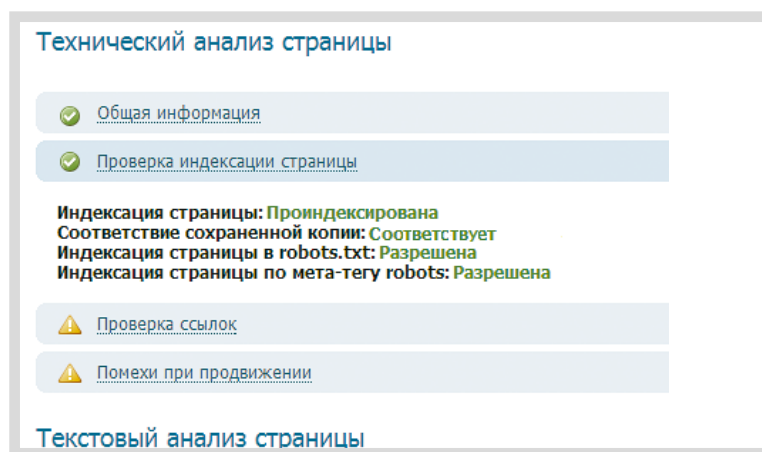 Технический анализ страницы
Общая информация
Проверка индексации страницы
Индексация страницы: Проиндексирована
Соответствие сохраненной копии: Соответствует
Индексация страницы в robots.txt: Разрешена
Индексация страницы по мета-тегу robots: Разрешена
Проверка ссылок
Помехи при продвижении
Текстовый анализ страницы